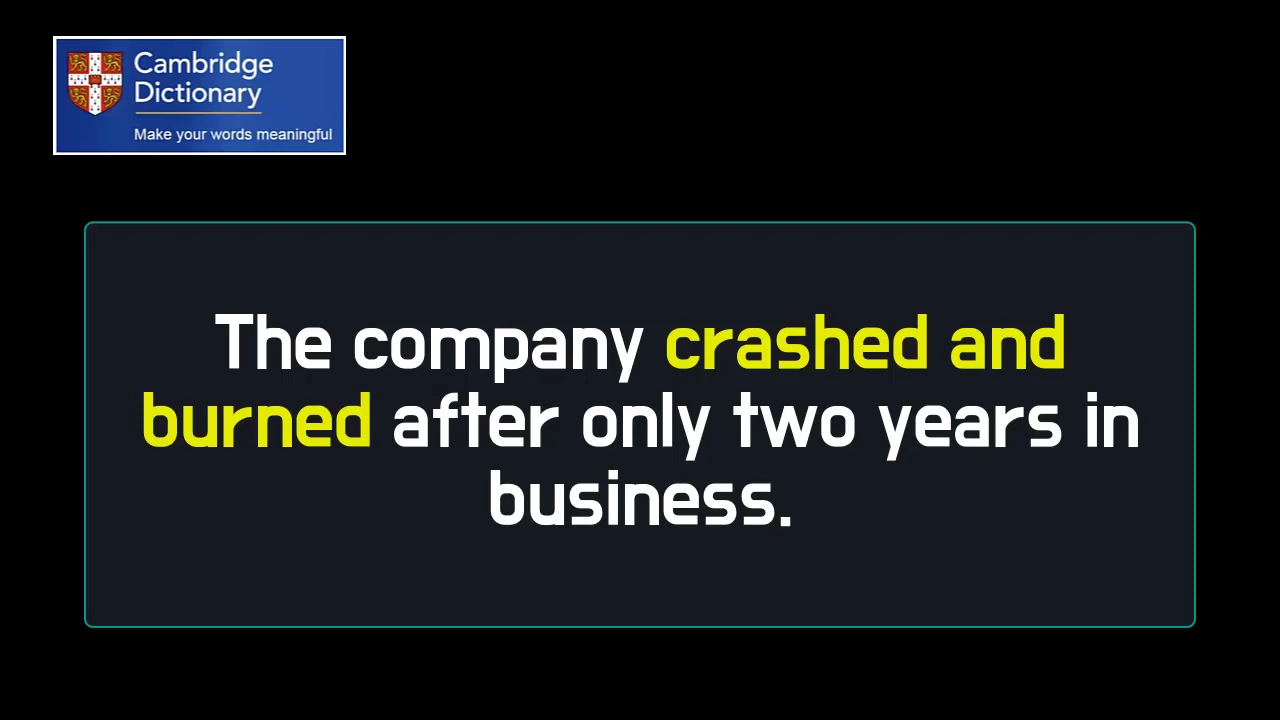 Cambridge
Dictionary
Make your words meaningful
The company crashed and
burned after only two years in
business.